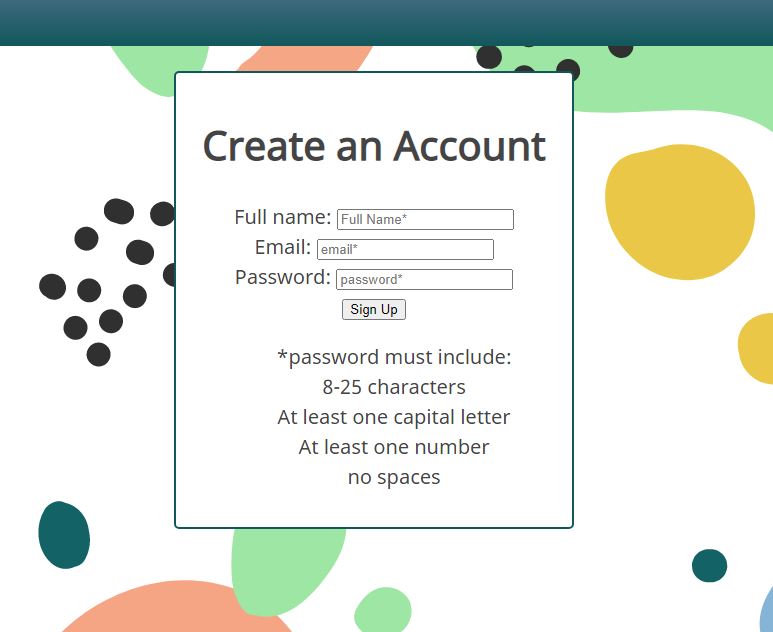 Create an Account
Full name: Full Name*
Email: email*
Password: password*
Sign Up
*password must include:
8-25 characters
At least one capital letter
At least one number
no spaces